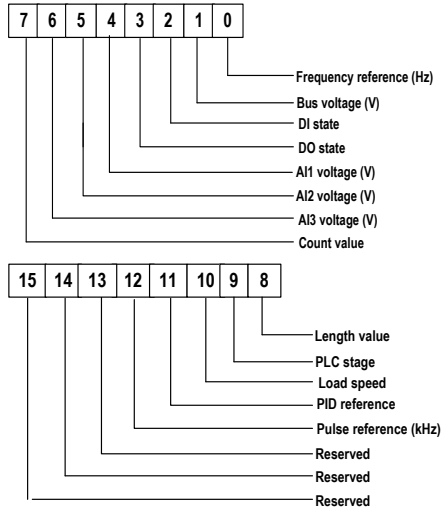 7 6 5 4 3 2 1 0
Frequency reference (Hz)
Bus voltage (V)
DI state
DO state
AI1 voltage (V)
AI2 voltage (V)
AI3 voltage (V)
Count value
15 14 13 12 11 10 9 8
Length value
PLC stage
Load speed
PID reference
Pulse reference (kHz)
Reserved
Reserved
Reserved